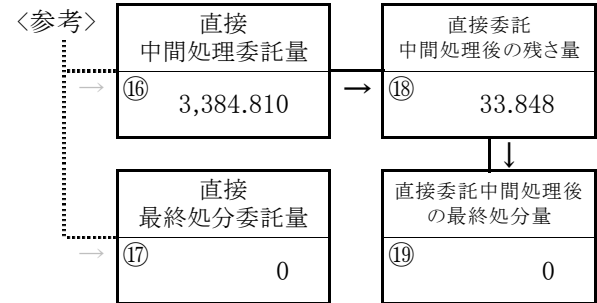 〈参考〉
直接
中間処理委託量
⑯ 3,384.810
→
→
直接委託
中間処理後の残さ量
⑱ 33.848
↓
直接
最終処分委託量
⑰ 0
→
直接委託中間処理後
の最終処分量
⑲ 0